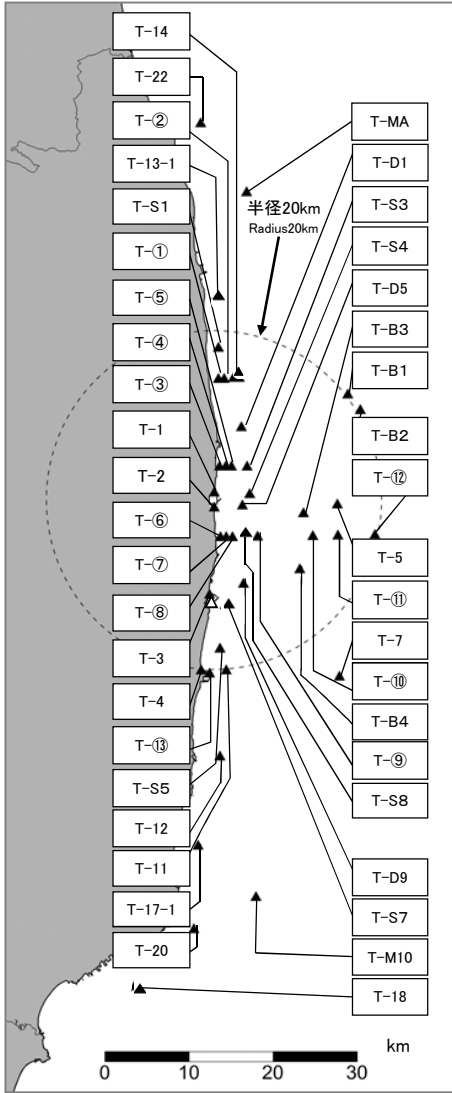 T-14
T-22
T-②
T-13-1
T-S1
T-①
T-⑤
T-④
T-③
T-1
T-2
T-⑥
T-⑦
T-⑧
T-3
T-4
T-⑬
T-S5
T-12
T-11
T-17-1
T-20
半径20km
Radius20km
T-MA
T-D1
T-S3
T-S4
T-D5
T-B3
T-B1
T-B2
T-⑫
T-5
T-⑪
T-7
T-⑩
T-B4
T-⑨
T-S8
T-D9
T-S7
T-M10
T-18
km
0 10 20 30